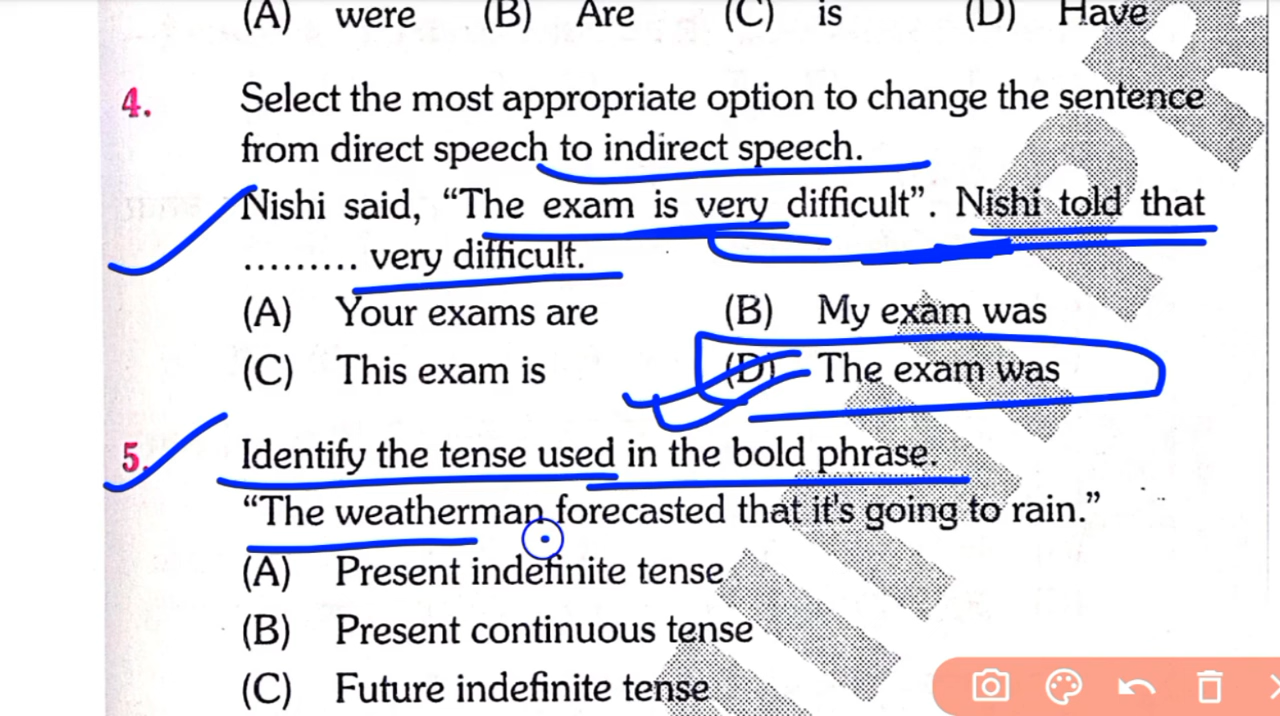 (A) were (B) Are (C) is (D) Have
4. Select the most appropriate option to change the sentence
from direct speech to indirect speech.
Nishi said, “The exam is very difficult”. Nishi told that
......... very difficult.
(A) Your exams are (B) My exam was
(C) This exam is (D) The exam was
5. Identify the tense used in the bold phrase.
“The weatherman forecasted that it's going to rain.”
(A) Present indefinite tense
(B) Present continuous tense
(C) Future indefinite tense